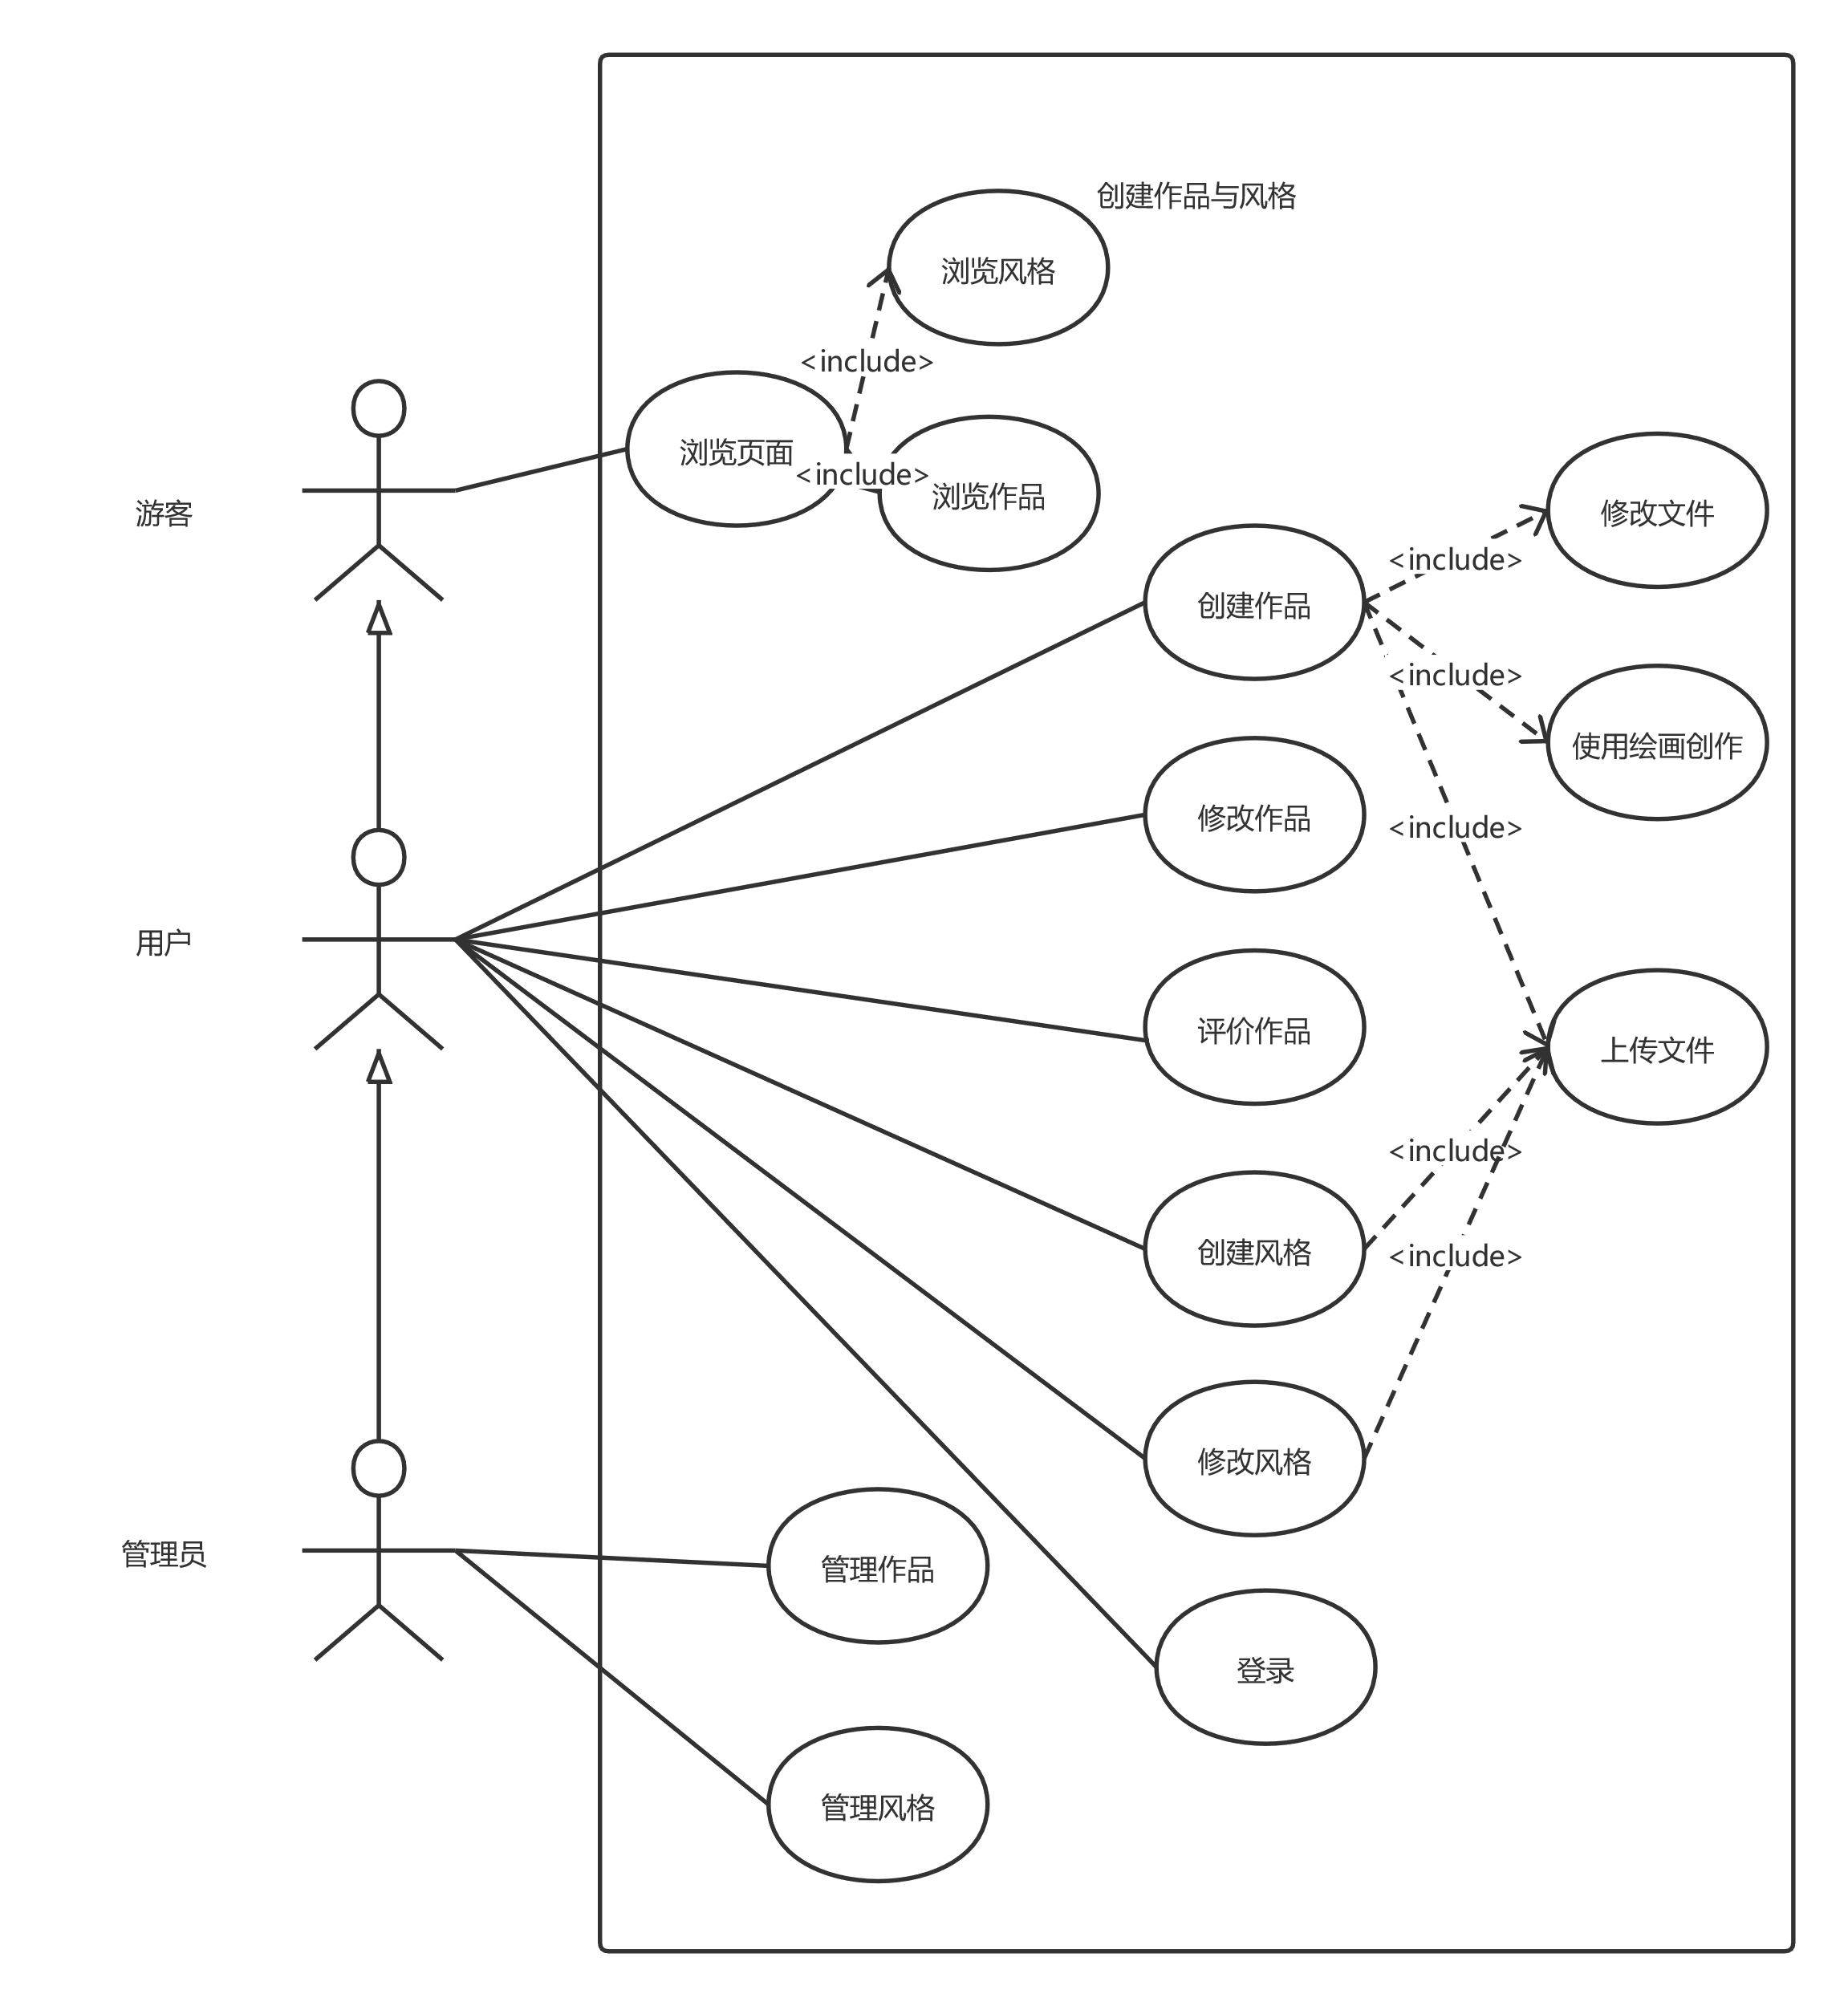 创建作品与风格
浏览风格
<include>
浏览页面
<include>
浏览作品
游客
修改文件
<include>
创建作品
<include>
使用绘画创作
修改作品
<include>
用户
评价作品
上传文件
<include>
创建风格
<include>
修改风格
管理员
管理作品
登录
管理风格